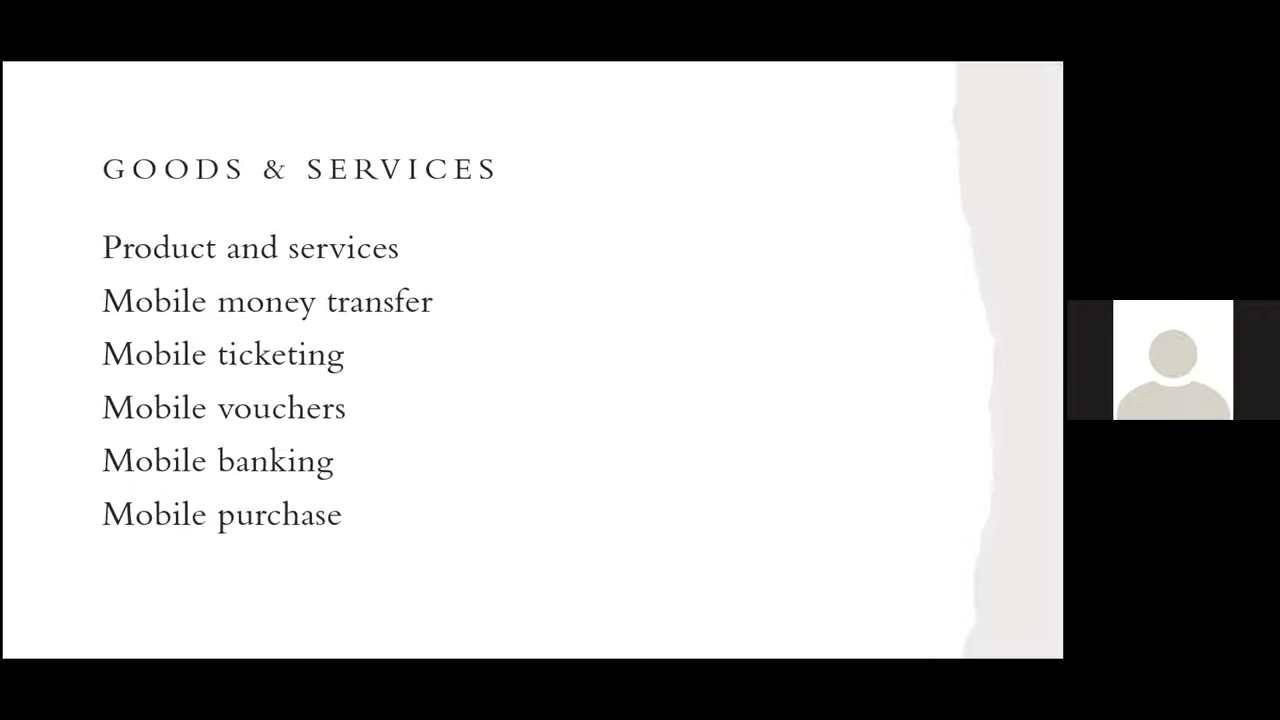 GOODS & SERVICES
Product and services
Mobile money transfer
Mobile ticketing
Mobile vouchers
Mobile banking
Mobile purchase